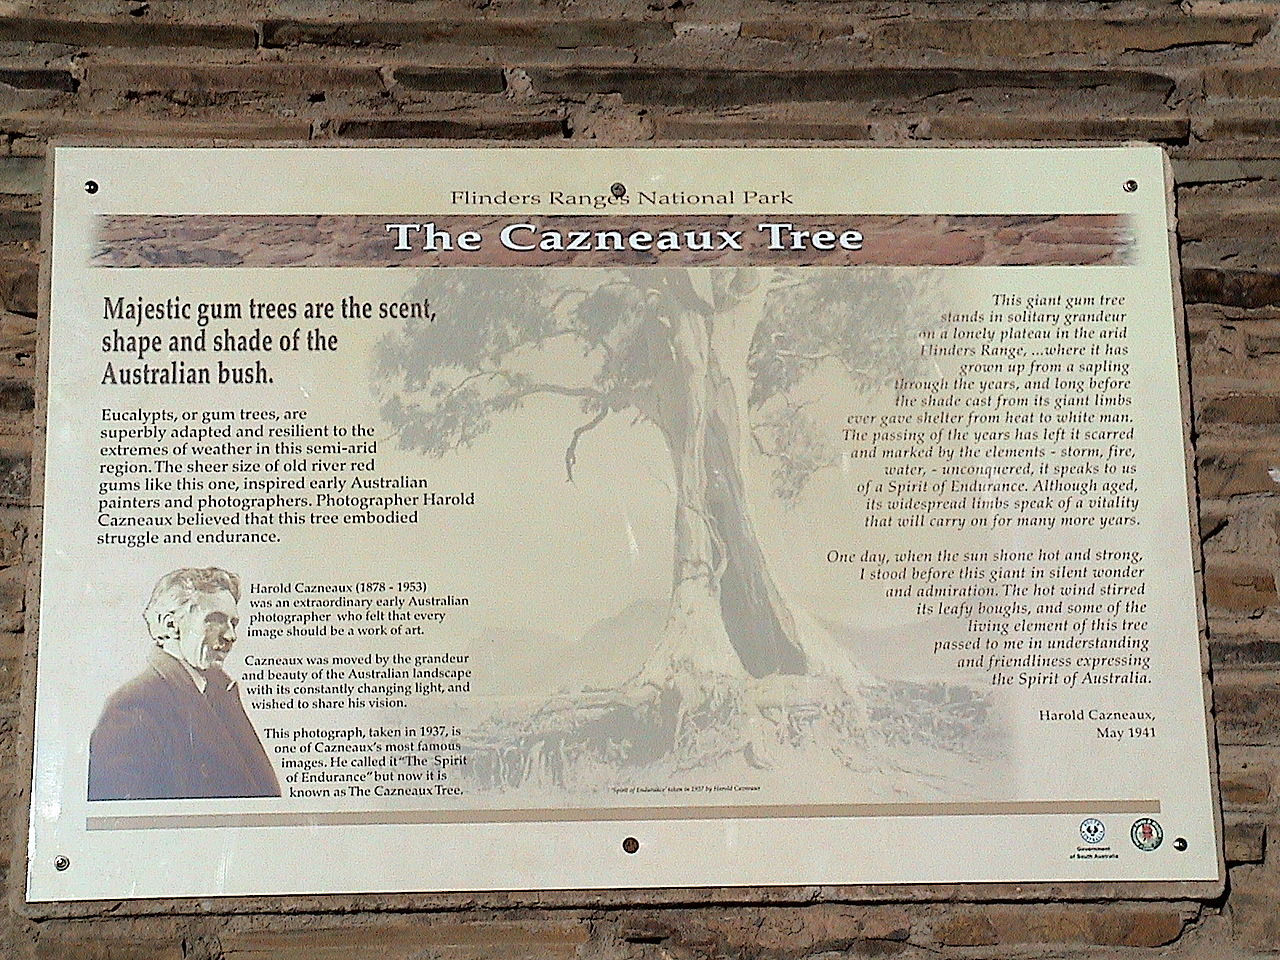 Flinders Ranges National Park
The Cazneaux Tree
Majestic gum trees are the scent,
shape and shade of the
Australian bush.
Eucalypts, or gum trees, are
superbly adapted and resilient to the
extremes of weather in this semi-arid
region. The sheer size of old river red
gums like this one, inspired early Australian
painters and photographers. Photographer Harold
Cazneaux believed that this tree embodied
struggle and endurance.
Harold Cazneaux (1878 - 1953)
was an extraordinary early Australian
photographer who felt that every
image should be a work of art.
Cazneaux was moved by the grandeur
and beauty of the Australian landscape
with its constantly changing light, and
wished to share his vision.
This photograph, taken in 1937, is
one of Cazneaux's most famous
images. He called it "The Spirit
of Endurance" but now it is
known as The Cazneaux Tree.
This giant gum tree
stands in solitary grandeur
on a lonely plateau in the arid
Flinders Range, ...where it has
grown up from a sapling
through the years, and long before
the shade cast from its giant limbs
ever gave shelter from heat to white man.
The passing of the years has left it scarred
and marked by the elements - storm, fire,
water, - unconquered, it speaks to us
of a Spirit of Endurance. Although aged,
its widespread limbs speak of a vitality
that will carry on for many more years.
One day, when the sun shone hot and strong,
I stood before this giant in silent wonder
and admiration. The hot wind stirred
its leafy boughs, and some of the
living element of this tree
passed to me in understanding
and friendliness expressing
the Spirit of Australia.
Harold Cazneaux,
May 1941
'Spirit of Endurance' taken in 1937 by Harold Cazneaux
Government
of South Australia